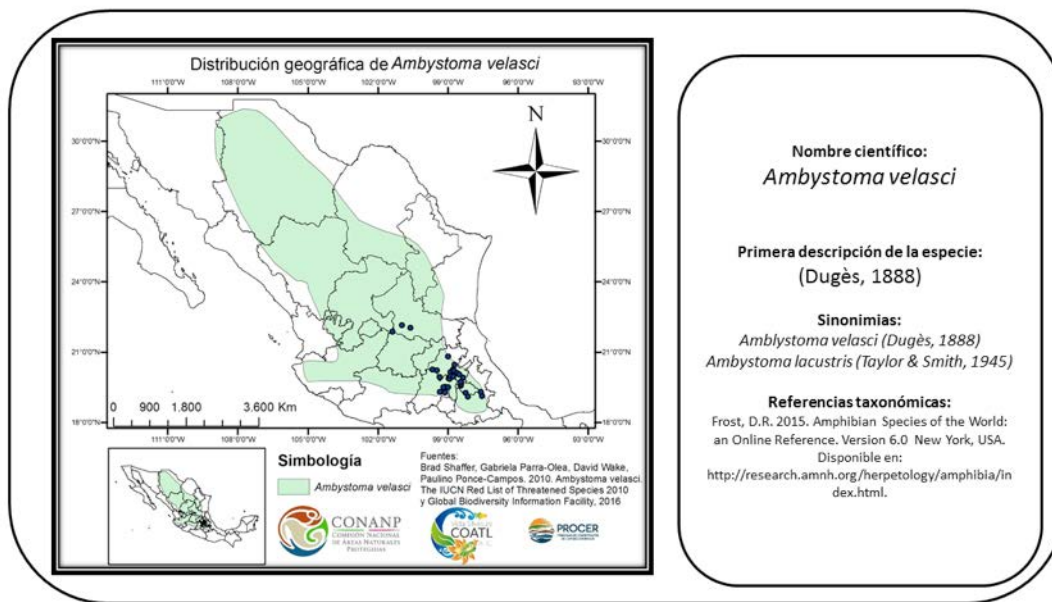 Distribución geográfica de Ambystoma velasci
111°0'0"W 108°0'0"W 105°0'0"W 102°0'0"W 99°0'0"W 96°0'0"W 93°0'0"W
N
30°0'0"N 30°0'0"N
27°0'0"N 27°0'0"N
24°0'0"N 24°0'0"N
21°0'0"N 21°0'0"N
18°0'0"N 18°0'0"N
0 900 1.800 3.600 Km
111°0'0"W 108°0'0"W 105°0'0"W 102°0'0"W 99°0'0"W 96°0'0"W 93°0'0"W
Simbología
Ambystoma velasci
Fuentes:
Brad Shaffer, Gabriela Parra-Olea, David Wake,
Paulino Ponce-Campos. 2010. Ambystoma velasci.
The IUCN Red List of Threatened Species 2010
y Global Biodiversity Information Facility, 2016
CONANP
COMISIÓN NACIONAL
DE ÁREAS NATURALES
PROTEGIDAS
VIDA SILVESTRE
COATL
A.C.
PROCER
Nombre científico:
Ambystoma velasci
Primera descripción de la especie:
(Dugès, 1888)
Sinonimias:
Amblystoma velasci (Dugès, 1888)
Ambystoma lacustris (Taylor & Smith, 1945)
Referencias taxonómicas:
Frost, D.R. 2015. Amphibian Species of the World:
an Online Reference. Version 6.0 New York, USA.
Disponible en:
http://research.amnh.org/herpetology/amphibia/in
dex.html.